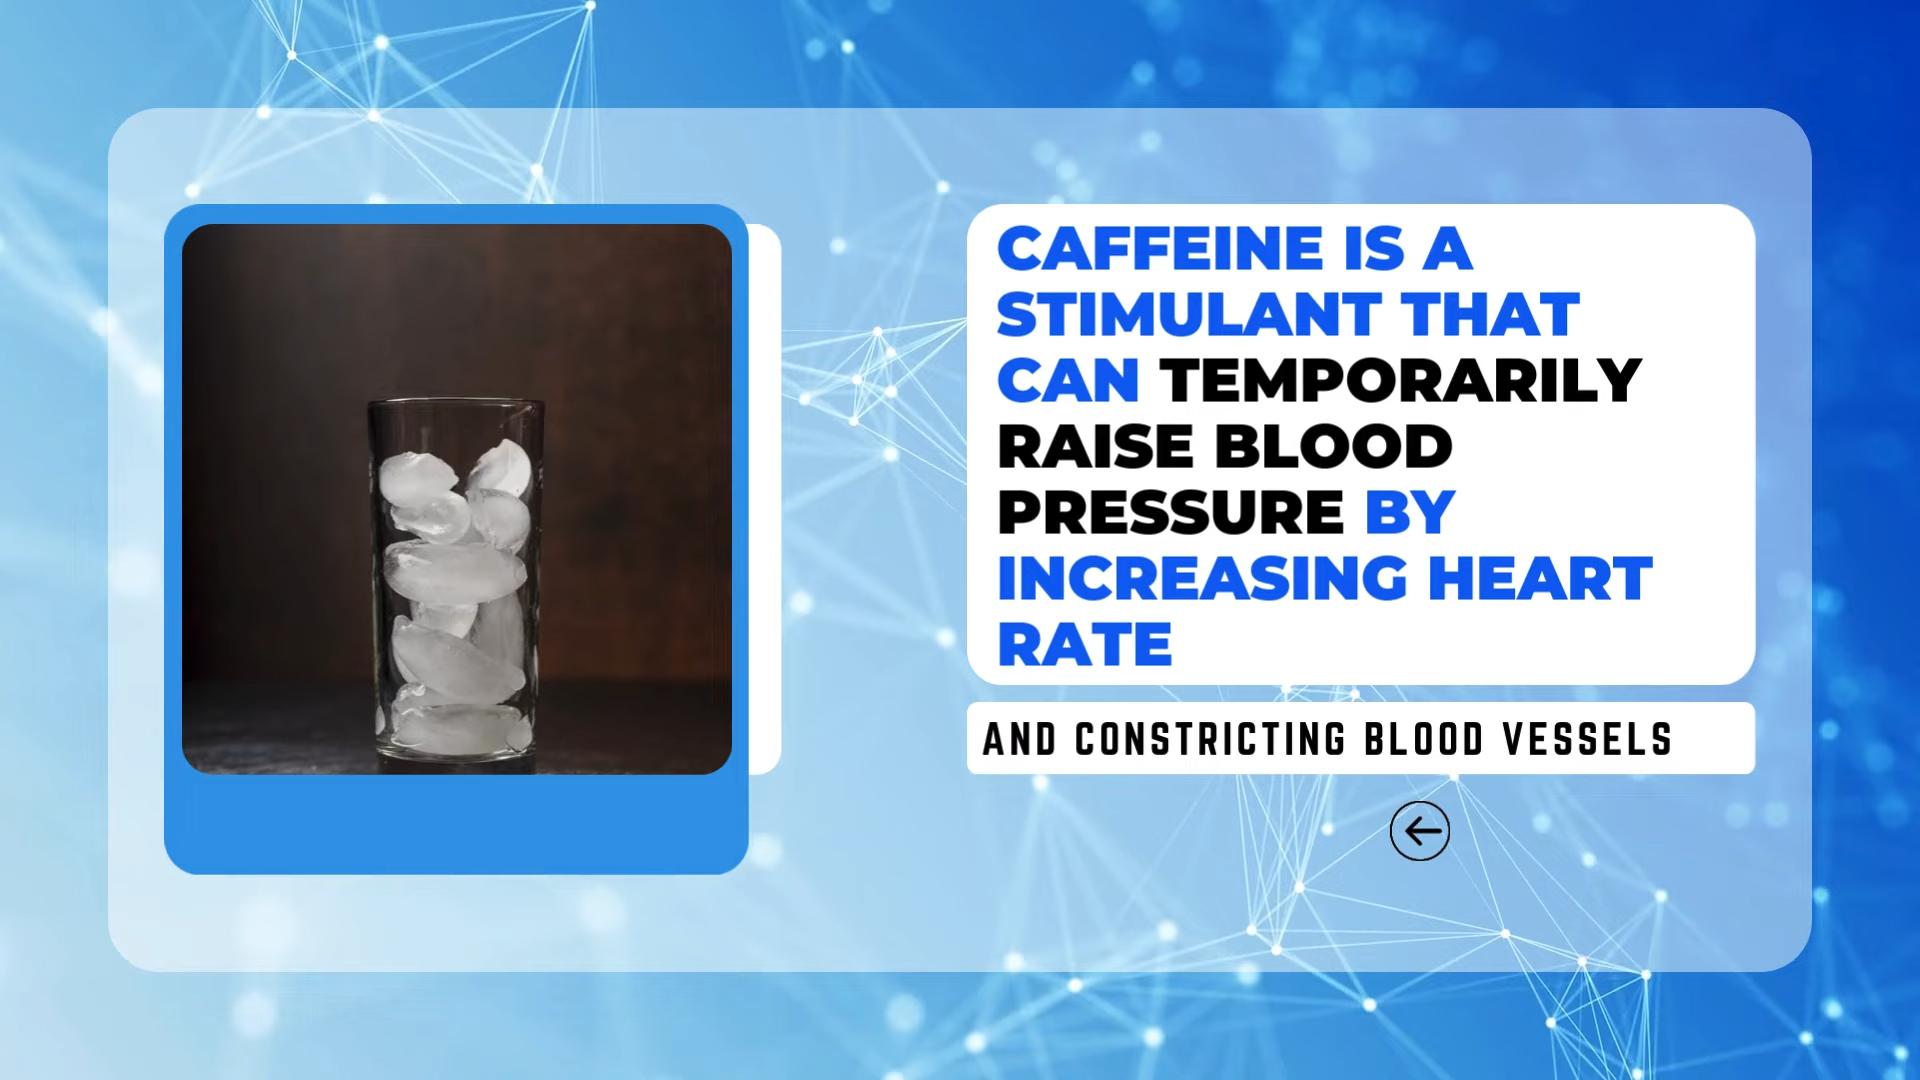 CAFFEINE IS A
STIMULANT THAT
CAN TEMPORARILY
RAISE BLOOD
PRESSURE BY
INCREASING HEART
RATE
AND CONSTRICTING BLOOD VESSELS